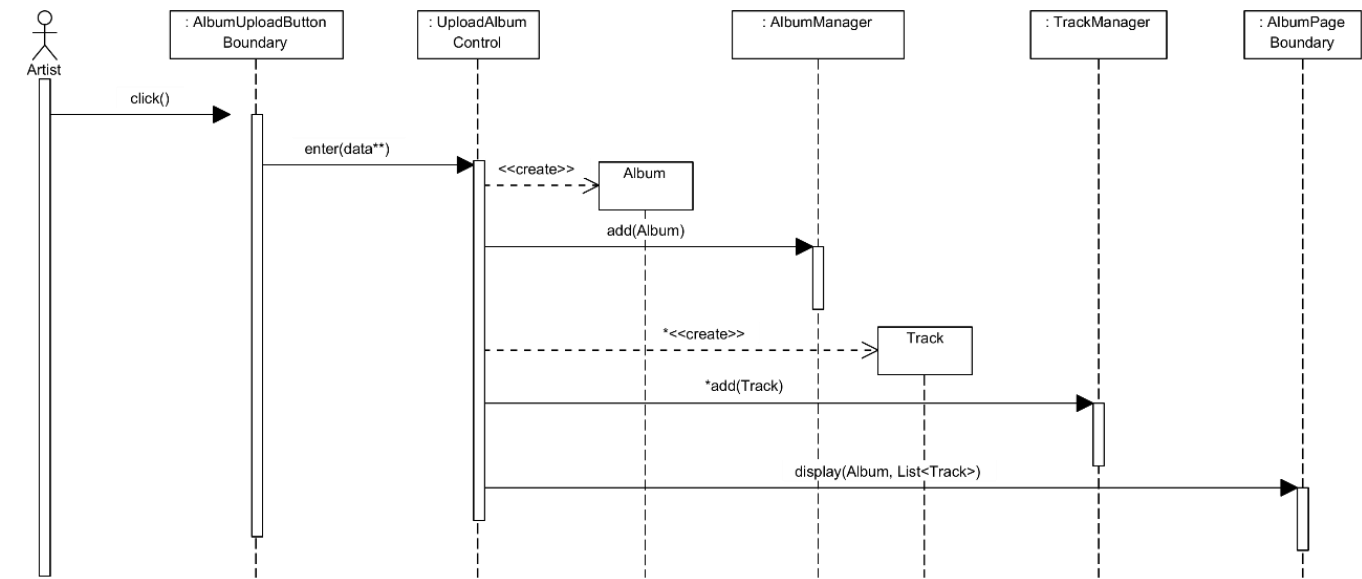 : AlbumUploadButton
Boundary
: UploadAlbum
Control
: AlbumManager
: TrackManager
: AlbumPage
Boundary
Artist
click()
enter(data**)
<<create>>
Album
add(Album)
*<<create>>
Track
*add(Track)
display(Album, List<Track>)